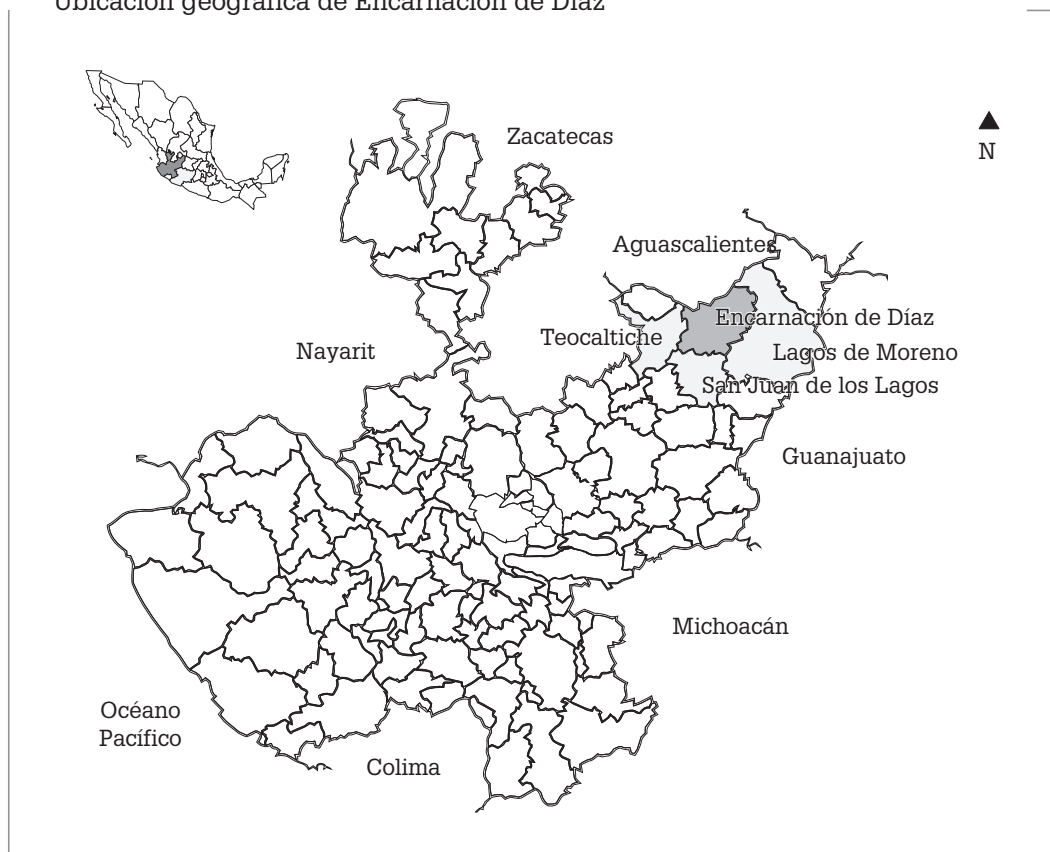 Ubicación geográfica de Encarnación de Díaz
Zacatecas
N
Aguascalientes
Encarnación de Díaz
Teocaltiche
Nayarit
Lagos de Moreno
San Juan de los Lagos
Guanajuato
Michoacán
Océano
Pacífico
Colima